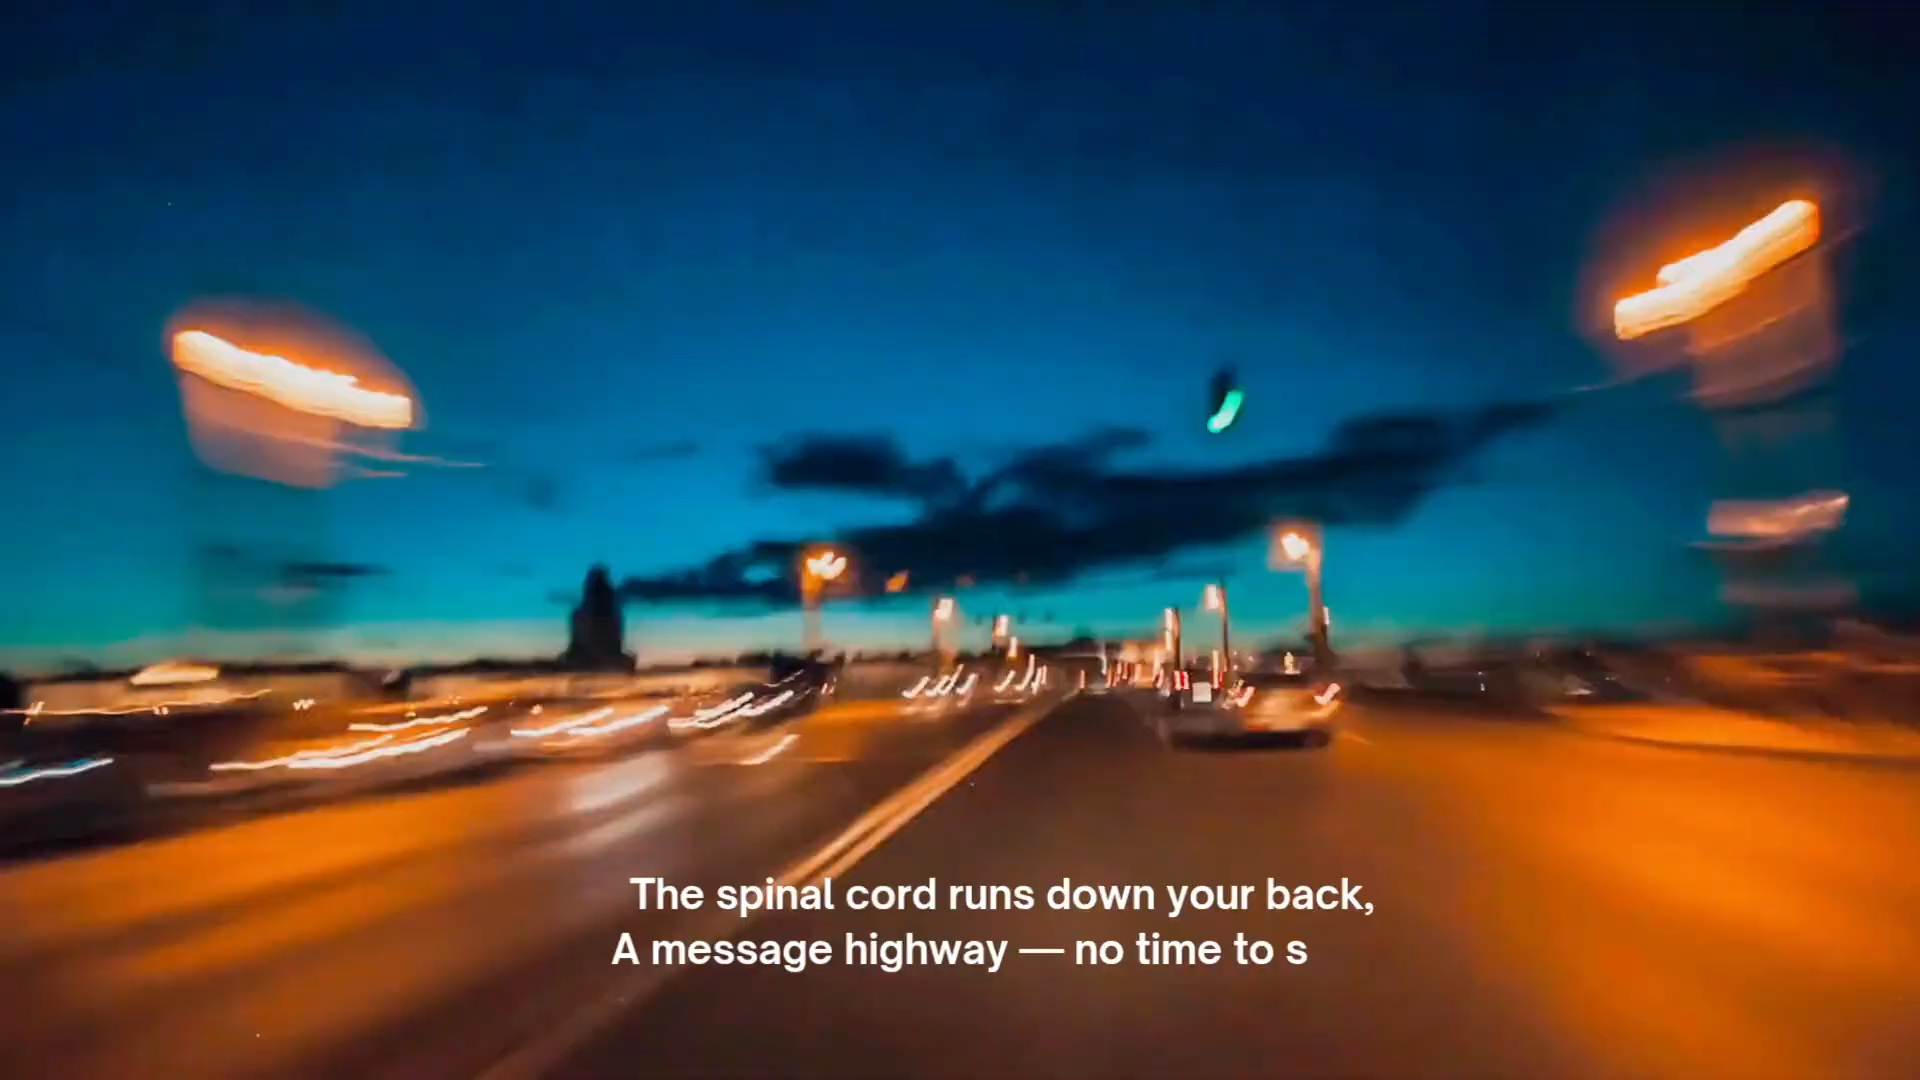 The spinal cord runs down your back,
A message highway — no time to s